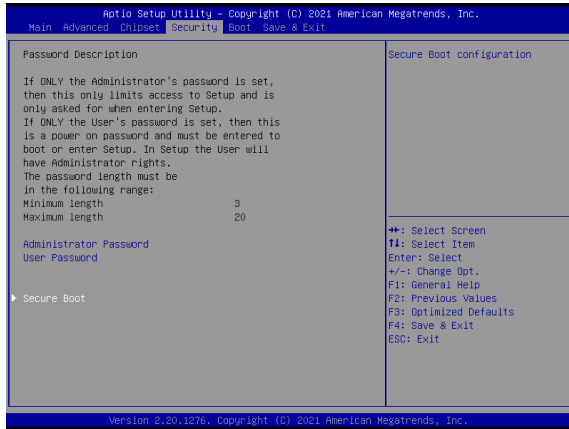 Aptio Setup Utility – Copyright (C) 2021 American Megatrends, Inc.
Main Advanced Chipset Security Boot Save & Exit
Password Description
If ONLY the Administrator's password is set,
then this only limits access to Setup and is
only asked for when entering Setup.
If ONLY the User's password is set, then this
is a power on password and must be entered to
boot or enter Setup. In Setup the User will
have Administrator rights.
The password length must be
in the following range:
Minimum length 3
Maximum length 20
Administrator Password
User Password
Secure Boot
Secure Boot configuration
→←: Select Screen
↑↓: Select Item
Enter: Select
+/-: Change Opt.
F1: General Help
F2: Previous Values
F3: Optimized Defaults
F4: Save & Exit
ESC: Exit
Version 2.20.1276. Copyright (C) 2021 American Megatrends, Inc.